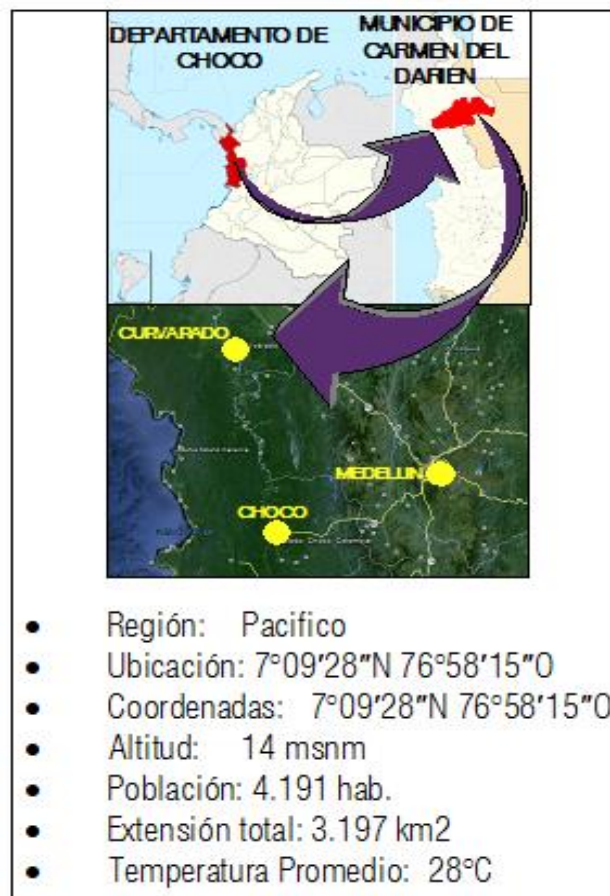 DEPARTAMENTO DE
CHOCO
MUNICIPIO DE
CARMEN DEL
DARIEN
CURVARADO
MEDELLIN
CHOCO
• Región: Pacifico
• Ubicación: 7°09′28″N 76°58′15″O
• Coordenadas: 7°09′28″N 76°58′15″O
• Altitud: 14 msnm
• Población: 4.191 hab.
• Extensión total: 3.197 km2
• Temperatura Promedio: 28°C